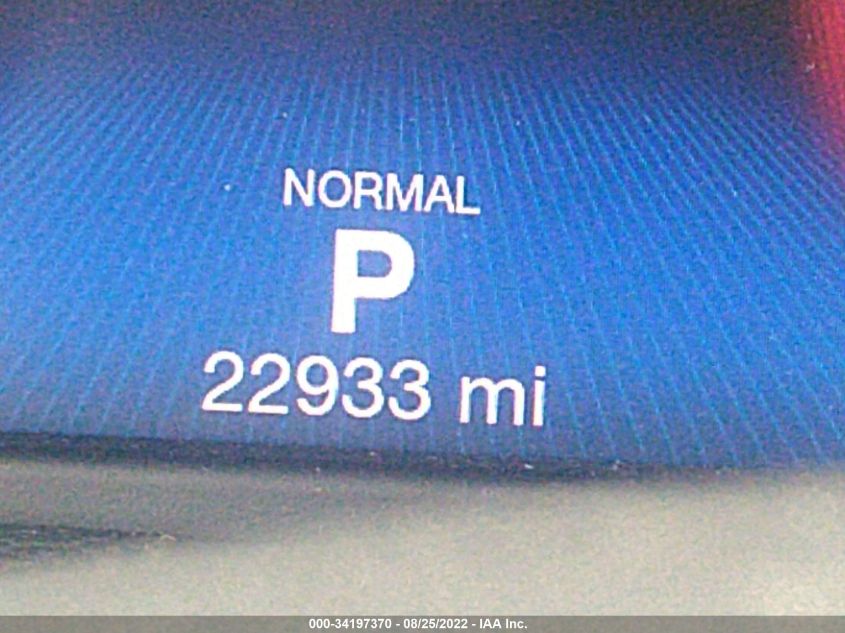 NORMAL
P
22933 mi
000-34197370 - 08/25/2022 - IAA Inc.